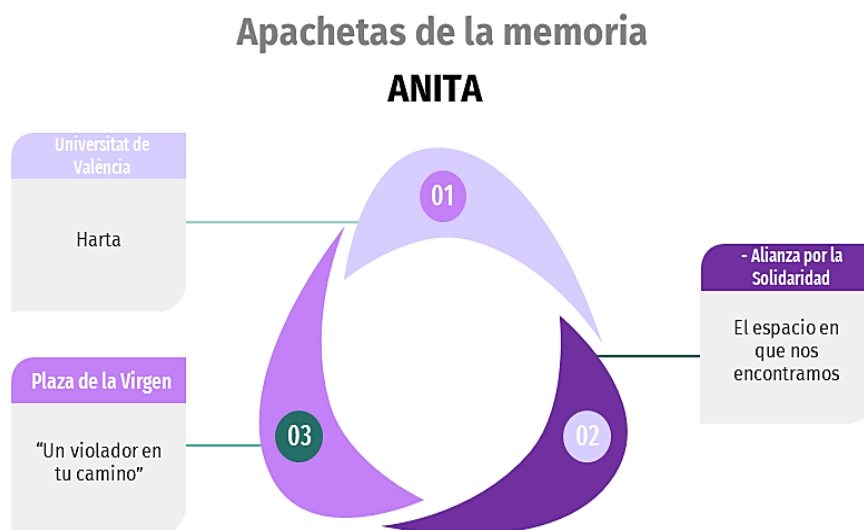 Apachetas de la memoria
ANITA
Universitat de
València
Harta
01
- Alianza por la
Solidaridad
El espacio en
que nos
encontramos
02
Plaza de la Virgen
“Un violador en
tu camino”
03